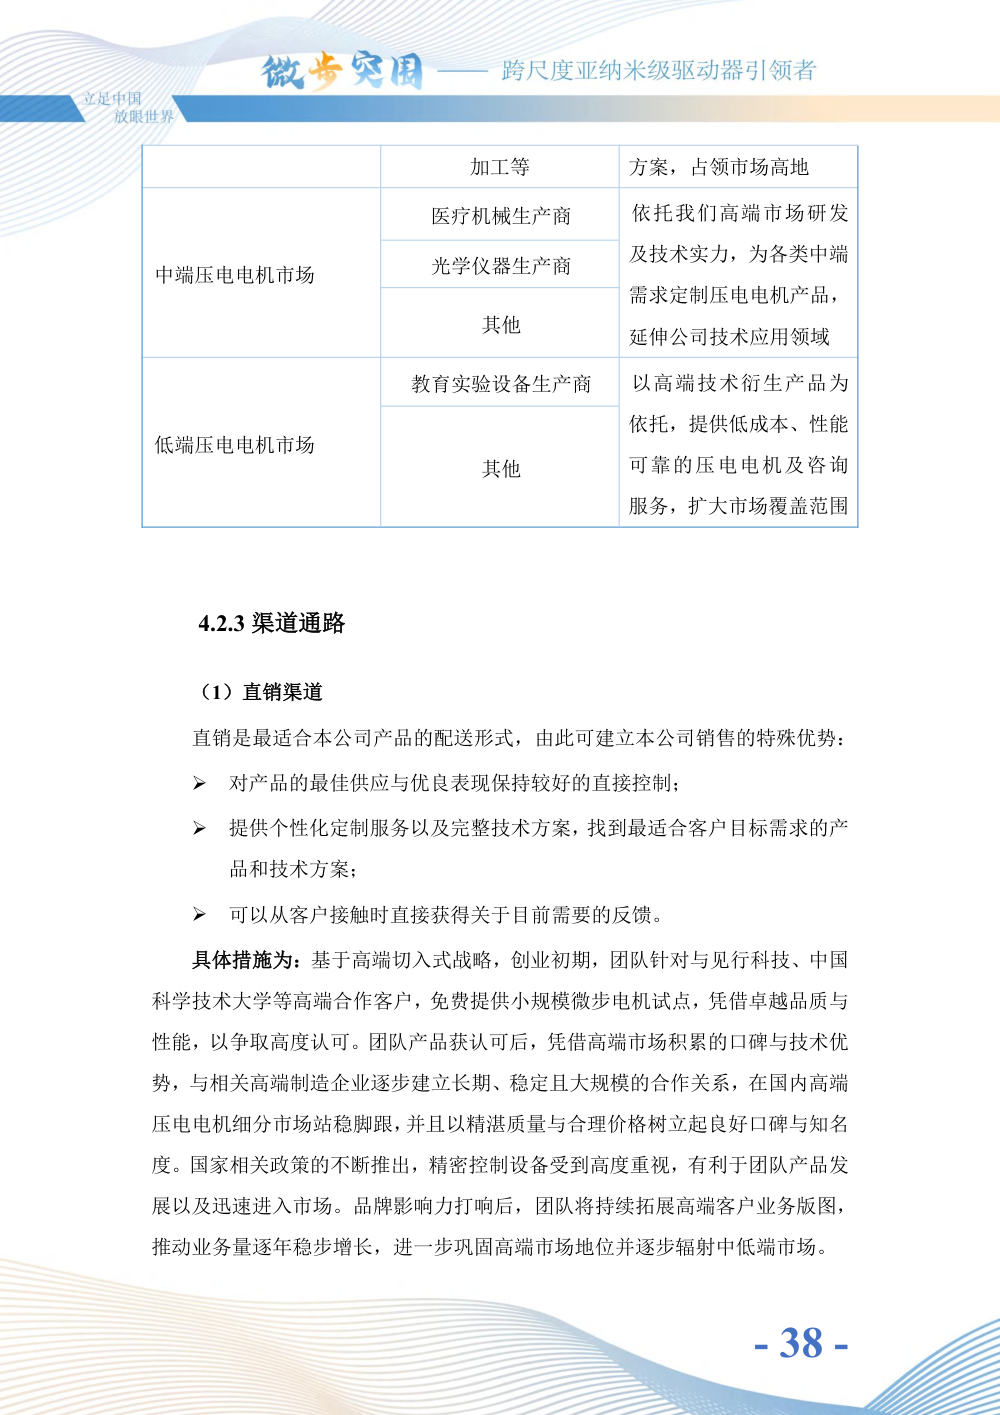 微步突围 —— 跨尺度亚纳米级驱动器引领者
立足中国
放眼世界
加工等
方案，占领市场高地
中端压电电机市场
医疗机械生产商
光学仪器生产商
其他
依托我们高端市场研发
及技术实力，为各类中端
需求定制压电电机产品，
延伸公司技术应用领域
低端压电电机市场
教育实验设备生产商
其他
以高端技术衍生产品为
依托，提供低成本、性能
可靠的压电电机及咨询
服务，扩大市场覆盖范围
4.2.3 渠道通路
（1）直销渠道
直销是最适合本公司产品的配送形式，由此可建立本公司销售的特殊优势：
➢ 对产品的最佳供应与优良表现保持较好的直接控制；
➢ 提供个性化定制服务以及完整技术方案，找到最适合客户目标需求的产
品和技术方案；
➢ 可以从客户接触时直接获得关于目前需要的反馈。
具体措施为：基于高端切入式战略，创业初期，团队针对与见行科技、中国
科学技术大学等高端合作客户，免费提供小规模微步电机试点，凭借卓越品质与
性能，以争取高度认可。团队产品获认可后，凭借高端市场积累的口碑与技术优
势，与相关高端制造企业逐步建立长期、稳定且大规模的合作关系，在国内高端
压电电机细分市场站稳脚跟，并且以精湛质量与合理价格树立起良好口碑与知名
度。国家相关政策的不断推出，精密控制设备受到高度重视，有利于团队产品发
展以及迅速进入市场。品牌影响力打响后，团队将持续拓展高端客户业务版图，
推动业务量逐年稳步增长，进一步巩固高端市场地位并逐步辐射中低端市场。
- 38 -